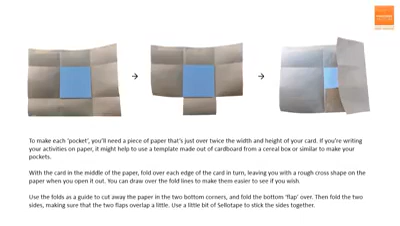 To make each 'pocket', you'll need a piece of paper that's just over twice the width and height of your card. If you're writing
your activities on paper, it might help to use a template made out of cardboard from a cereal box or similar to make your
pockets.
With the card in the middle of the paper, fold over each edge of the card in turn, leaving you with a rough cross shape on the
paper when you open it out. You can draw over the fold lines to make them easier to see if you wish.
Use the folds as a guide to cut away the paper in the two bottom corners, and fold the bottom 'flap' over. Then fold the two
sides, making sure that the two flaps overlap a little. Use a little bit of Sellotape to stick the sides together.